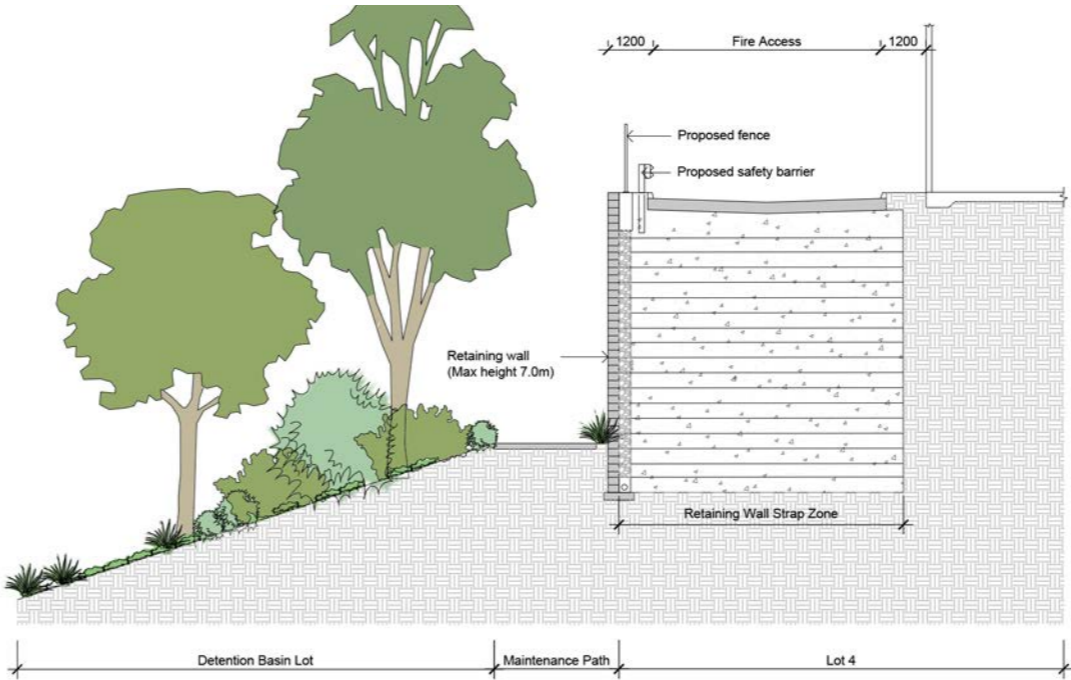 1200
Fire Access
1200
Proposed fence
Proposed safety barrier
Retaining wall
(Max height 7.0m)
Retaining Wall Strap Zone
Detention Basin Lot
Maintenance Path
Lot 4